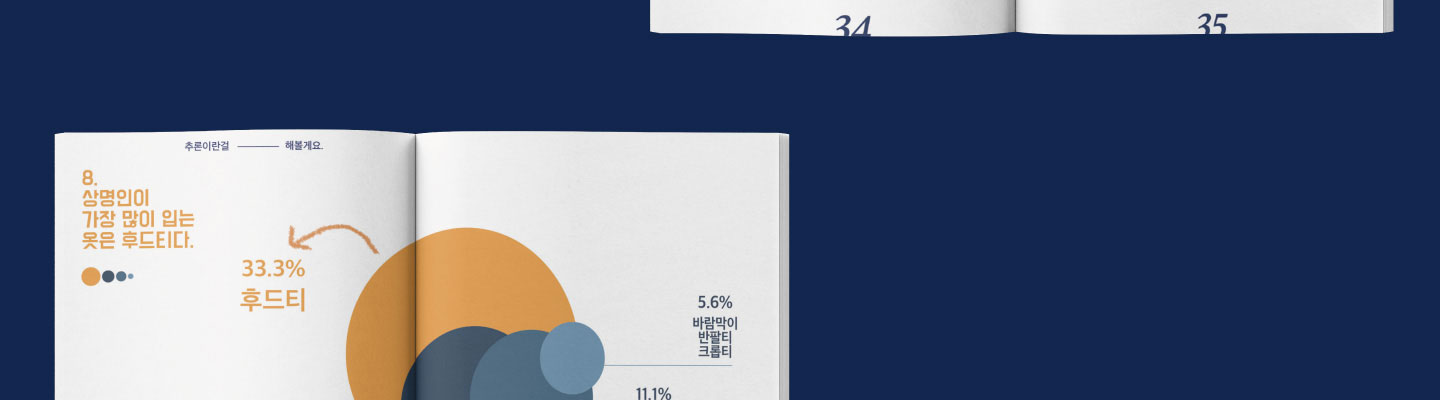 34
35
추론이란걸 해볼게요.
8.
상명인이
가장 많이 입는
옷은 후드티다.
33.3%
후드티
5.6%
바람막이
반팔티
크롭티
11.1%